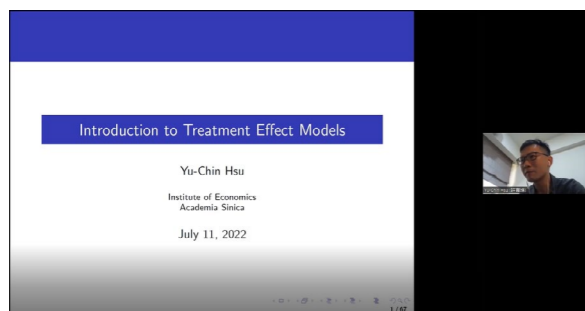 Introduction to Treatment Effect Models
Yu-Chin Hsu
Institute of Economics
Academia Sinica
July 11, 2022
1 / 67